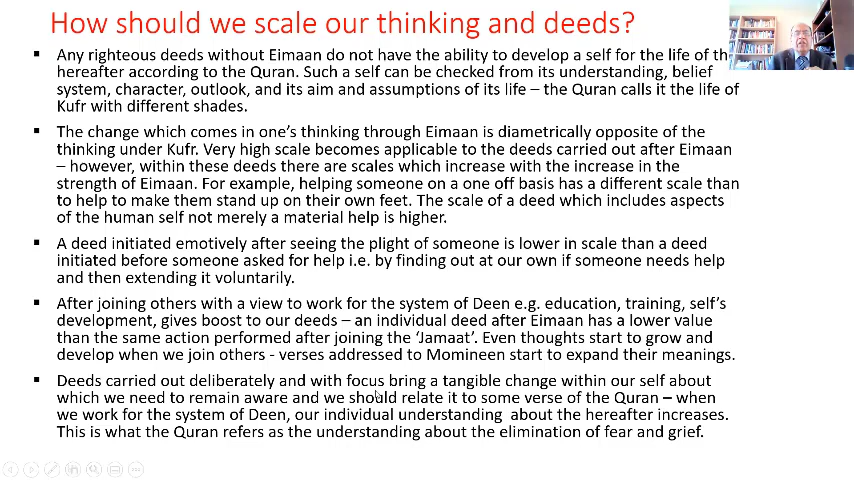 How should we scale our thinking and deeds?
▪ Any righteous deeds without Eimaan do not have the ability to develop a self for the life of th
hereafter according to the Quran. Such a self can be checked from its understanding, belief
system, character, outlook, and its aim and assumptions of its life – the Quran calls it the life of
Kufr with different shades.
▪ The change which comes in one's thinking through Eimaan is diametrically opposite of the
thinking under Kufr. Very high scale becomes applicable to the deeds carried out after Eimaan
– however, within these deeds there are scales which increase with the increase in the
strength of Eimaan. For example, helping someone on a one off basis has a different scale than
to help to make them stand up on their own feet. The scale of a deed which includes aspects
of the human self not merely a material help is higher.
▪ A deed initiated emotively after seeing the plight of someone is lower in scale than a deed
initiated before someone asked for help i.e. by finding out at our own if someone needs help
and then extending it voluntarily.
▪ After joining others with a view to work for the system of Deen e.g. education, training, self's
development, gives boost to our deeds – an individual deed after Eimaan has a lower value
than the same action performed after joining the 'Jamaat'. Even thoughts start to grow and
develop when we join others - verses addressed to Momineen start to expand their meanings.
▪ Deeds carried out deliberately and with focus bring a tangible change within our self about
which we need to remain aware and we should relate it to some verse of the Quran – when
we work for the system of Deen, our individual understanding about the hereafter increases.
This is what the Quran refers as the understanding about the elimination of fear and grief.